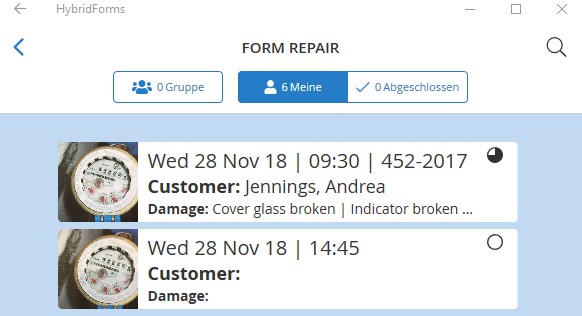 HybridForms
FORM REPAIR
0 Gruppe
6 Meine
0 Abgeschlossen
Wed 28 Nov 18 | 09:30 | 452-2017
Customer: Jennings, Andrea
Damage: Cover glass broken | Indicator broken ...
Wed 28 Nov 18 | 14:45
Customer:
Damage: